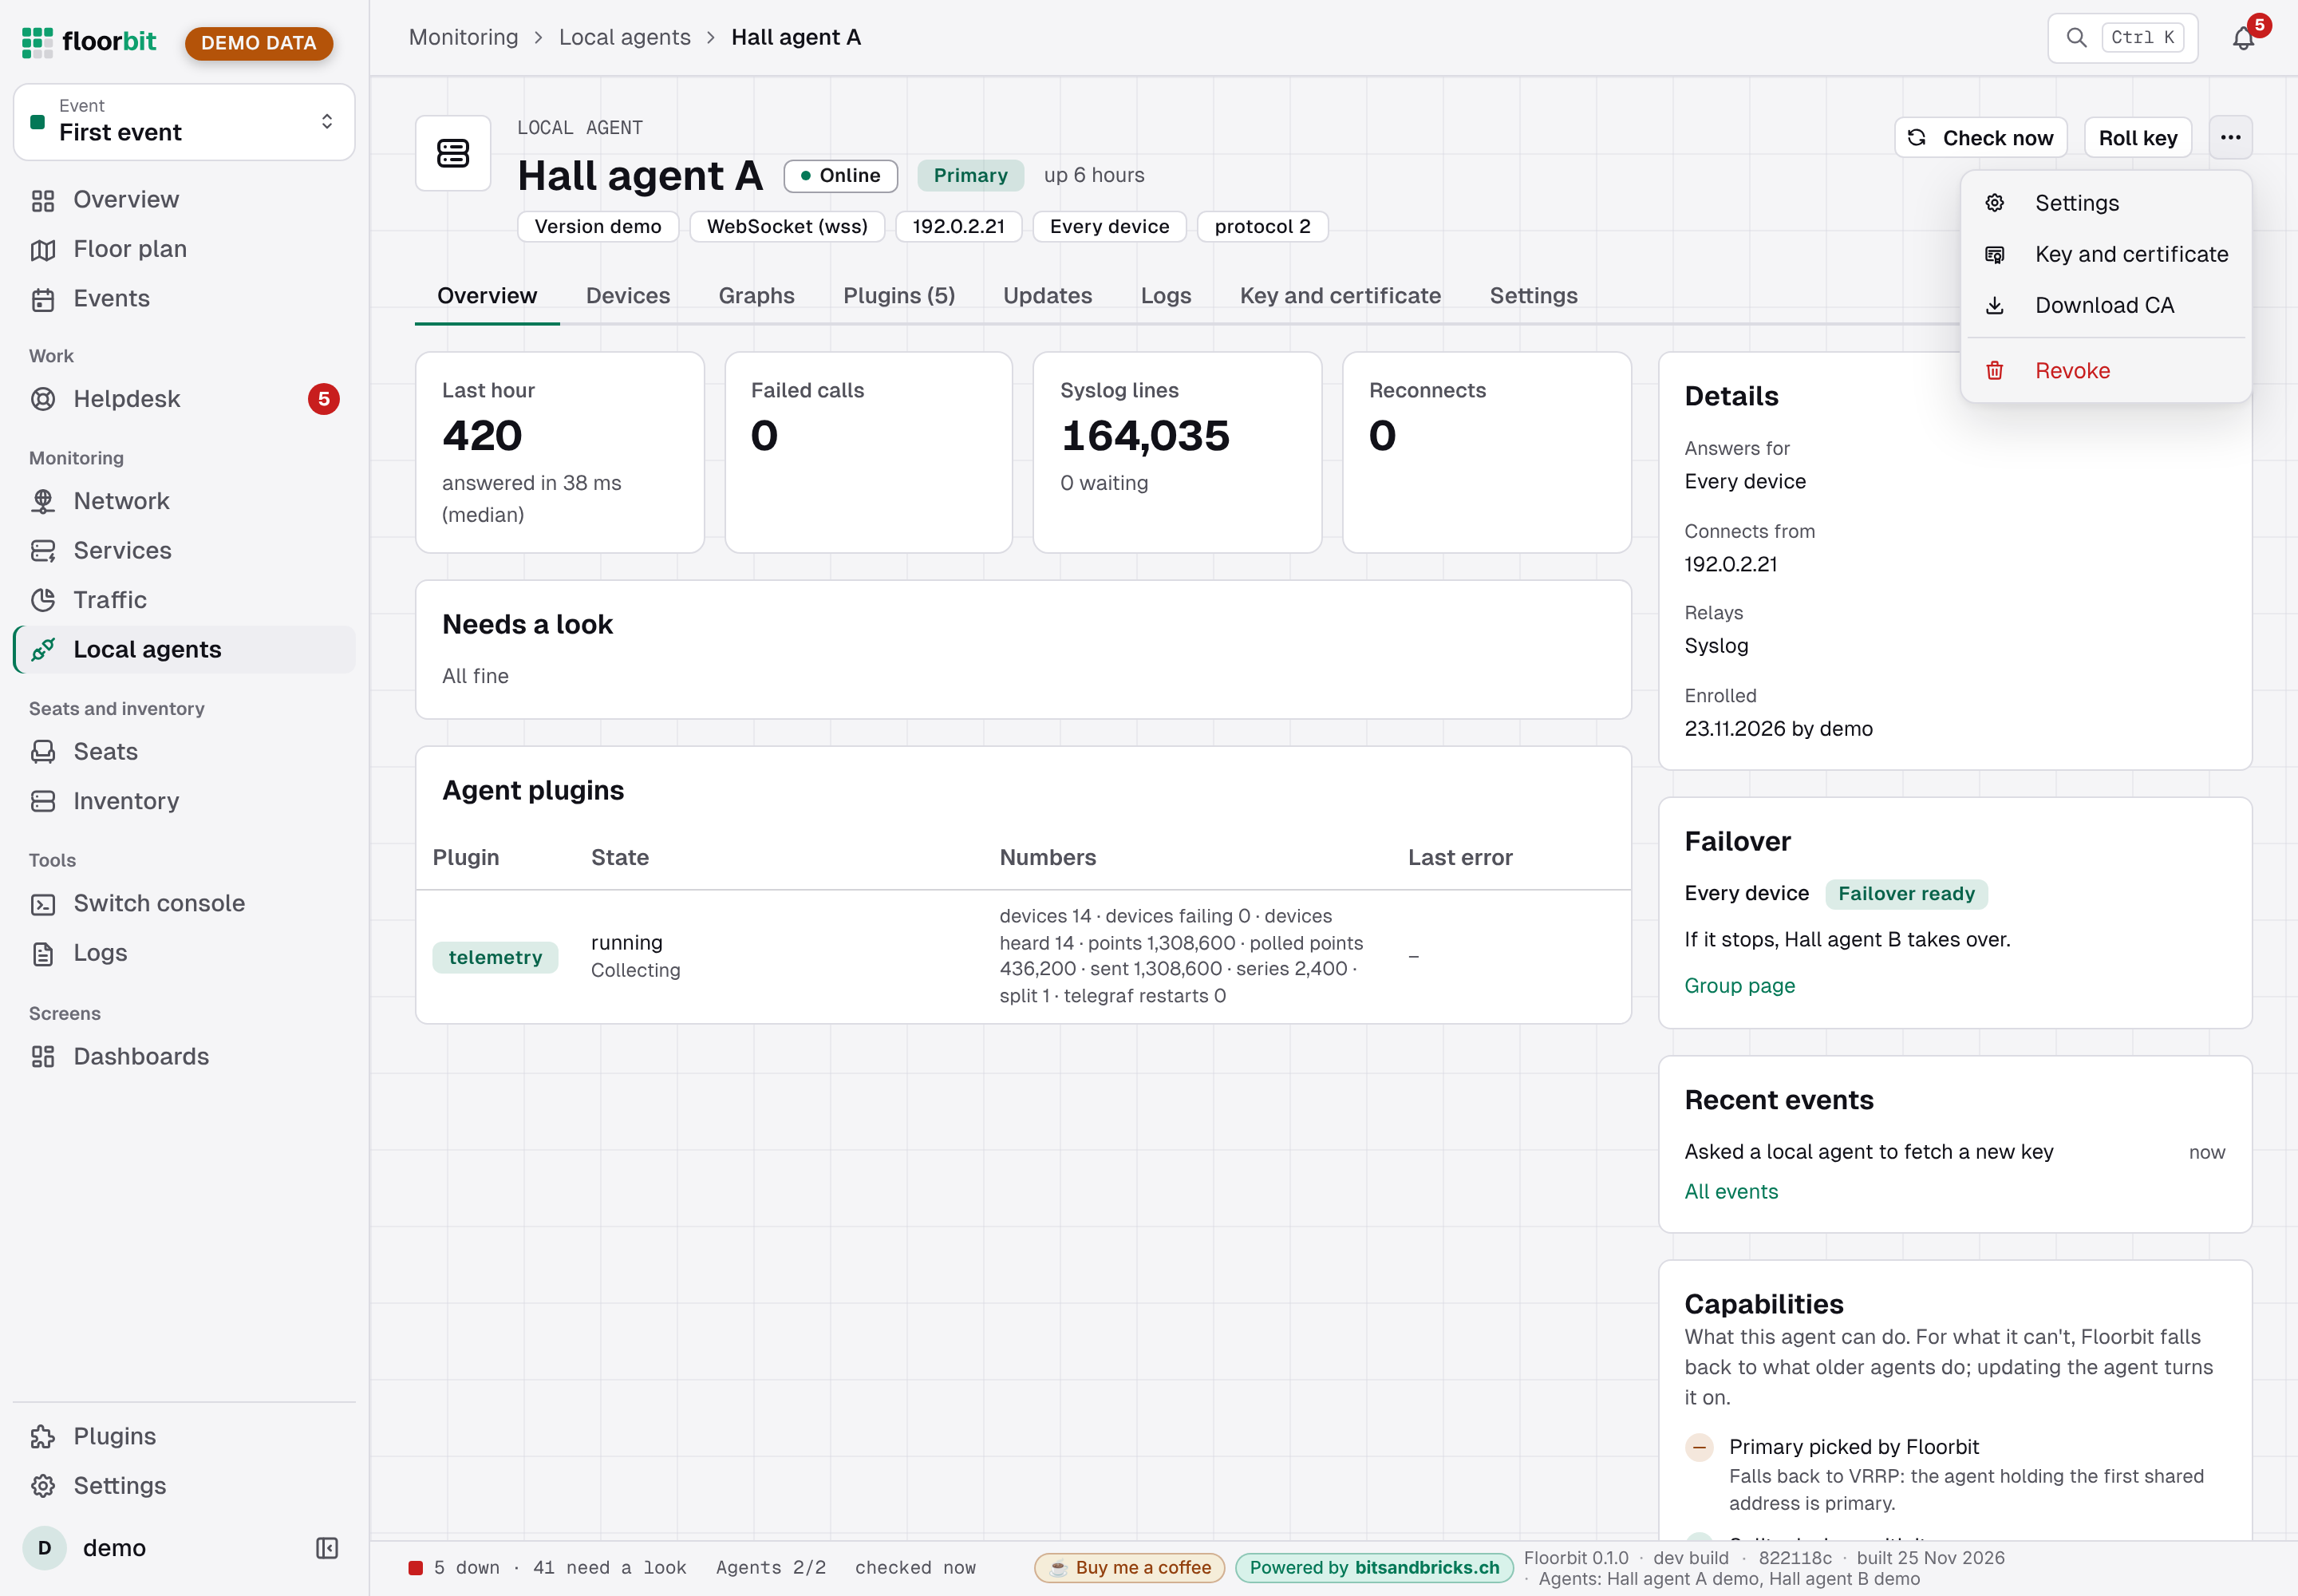 floorbit
DEMO DATA
Event
First event
Overview
Floor plan
Events
Work
Helpdesk
5
Monitoring
Network
Services
Traffic
Local agents
Seats and inventory
Seats
Inventory
Tools
Switch console
Logs
Screens
Dashboards
Plugins
Settings
D
demo
Monitoring > Local agents > Hall agent A
Ctrl K
5
LOCAL AGENT
Hall agent A
Online
Primary
up 6 hours
Version demo
WebSocket (wss)
192.0.2.21
Every device
protocol 2
Check now
Roll key
Settings
Key and certificate
Download CA
Revoke
Overview
Devices
Graphs
Plugins (5)
Updates
Logs
Key and certificate
Settings
Last hour
420
answered in 38 ms
(median)
Failed calls
0
Syslog lines
164,035
0 waiting
Reconnects
0
Needs a look
All fine
Agent plugins
Plugin State Numbers Last error
telemetry
running
Collecting
devices 14 · devices failing 0 · devices
heard 14 · points 1,308,600 · polled points
436,200 · sent 1,308,600 · series 2,400 ·
split 1 · telegraf restarts 0
–
Details
Answers for
Every device
Connects from
192.0.2.21
Relays
Syslog
Enrolled
23.11.2026 by demo
Failover
Every device
Failover ready
If it stops, Hall agent B takes over.
Group page
Recent events
Asked a local agent to fetch a new key now
All events
Capabilities
What this agent can do. For what it can't, Floorbit falls
back to what older agents do; updating the agent turns
it on.
Primary picked by Floorbit
Falls back to VRRP: the agent holding the first shared
address is primary.
5 down · 41 need a look Agents 2/2 checked now
☕ Buy me a coffee
Powered by bitsandbricks.ch
Floorbit 0.1.0 · dev build · 822118c · built 25 Nov 2026
· Agents: Hall agent A demo, Hall agent B demo